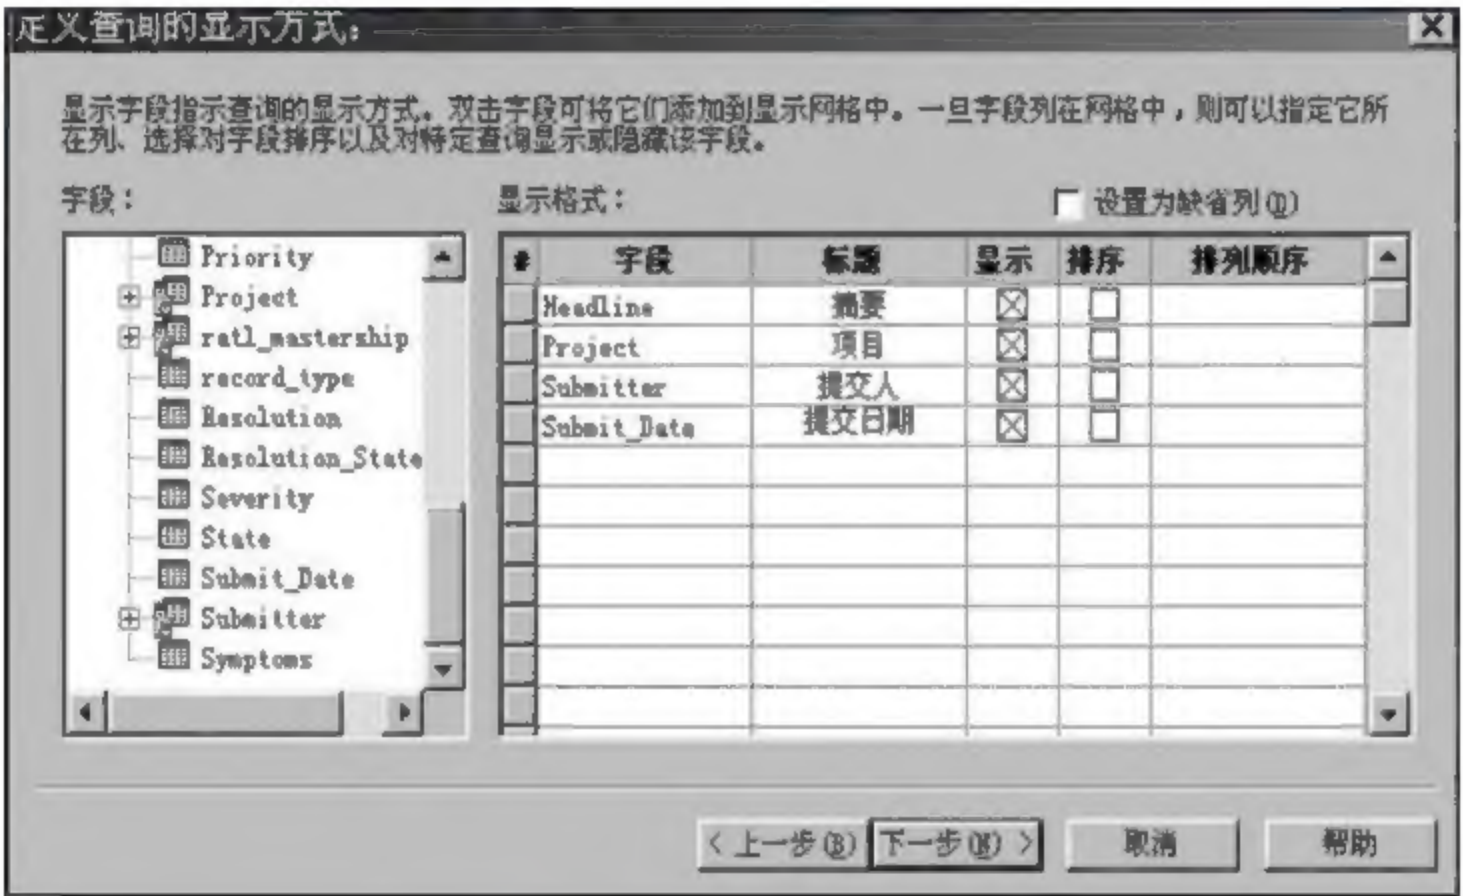 定义查询的显示方式:
显示字段指示查询的显示方式。双击字段可将它们添加到显示网格中。一旦字段列在网格中，则可以指定它所
在列、选择对字段排序以及对特定查询显示或隐藏该字段。
字段：
显示格式：
设置为缺省列(D)
Priority
Project
ratl_mastership
record_type
Resolution
Resolution_State
Severity
State
Submit_Date
Submitter
Symptoms
# 字段 标题 显示 排序 排列顺序
Headline 摘要
Project 项目
Submitter 提交人
Submit_Date 提交日期
< 上一步(B) 下一步(N) > 取消 帮助